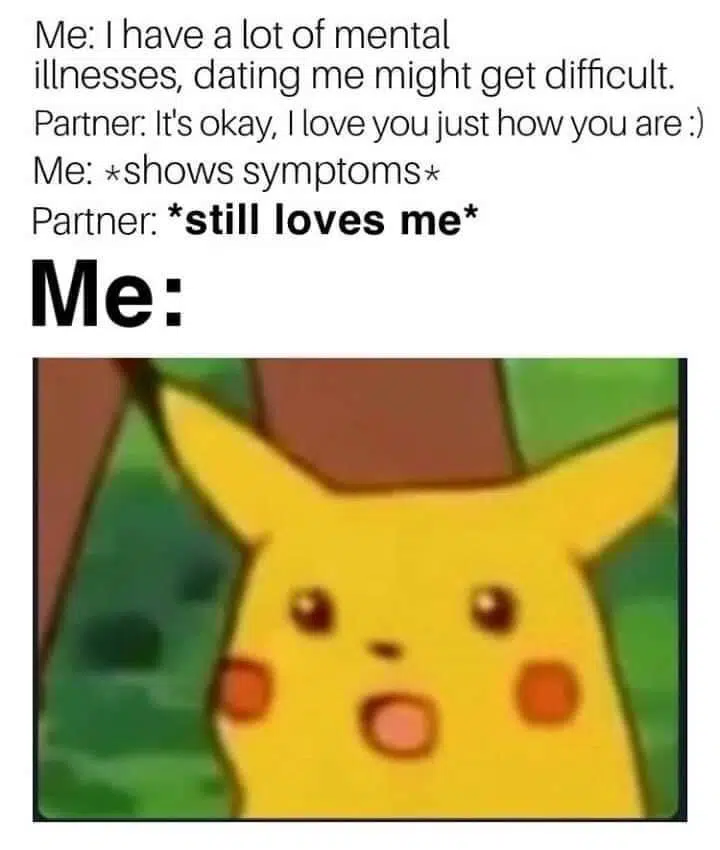 Me: I have a lot of mental
illnesses, dating me might get difficult.
Partner: It's okay, I love you just how you are :)
Me: *shows symptoms*
Partner: *still loves me*
Me: